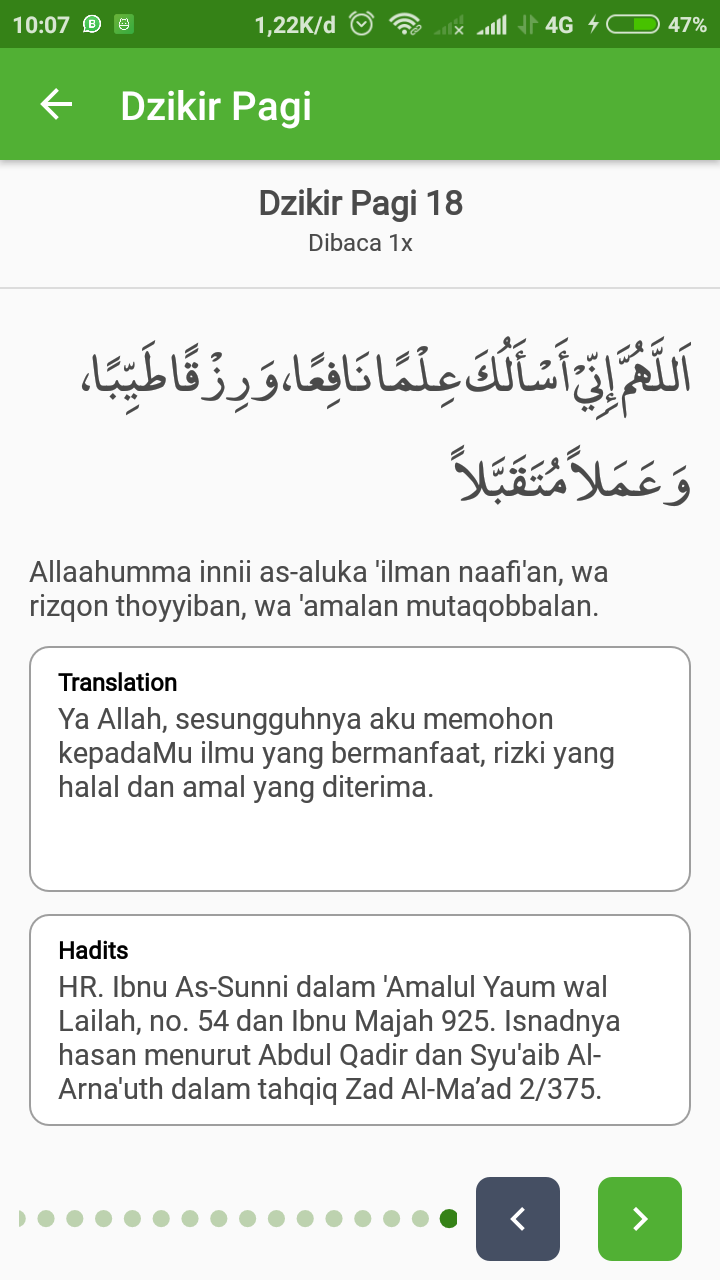 10:07 1,22K/d 4G 47%
Dzikir Pagi
Dzikir Pagi 18
Dibaca 1x
اَللَّهُمَّ إِنِّيْ أَسْأَلُكَ عِلْمًا نَافِعًا، وَرِزْقًا طَيِّبًا،
وَعَمَلاً مُتَقَبَّلاً
Allaahumma innii as-aluka 'ilman naafi'an, wa
rizqon thoyyiban, wa 'amalan mutaqobbalan.
Translation
Ya Allah, sesungguhnya aku memohon
kepadaMu ilmu yang bermanfaat, rizki yang
halal dan amal yang diterima.
Hadits
HR. Ibnu As-Sunni dalam 'Amalul Yaum wal
Lailah, no. 54 dan Ibnu Majah 925. Isnadnya
hasan menurut Abdul Qadir dan Syu'aib Al-
Arna'uth dalam tahqiq Zad Al-Ma’ad 2/375.